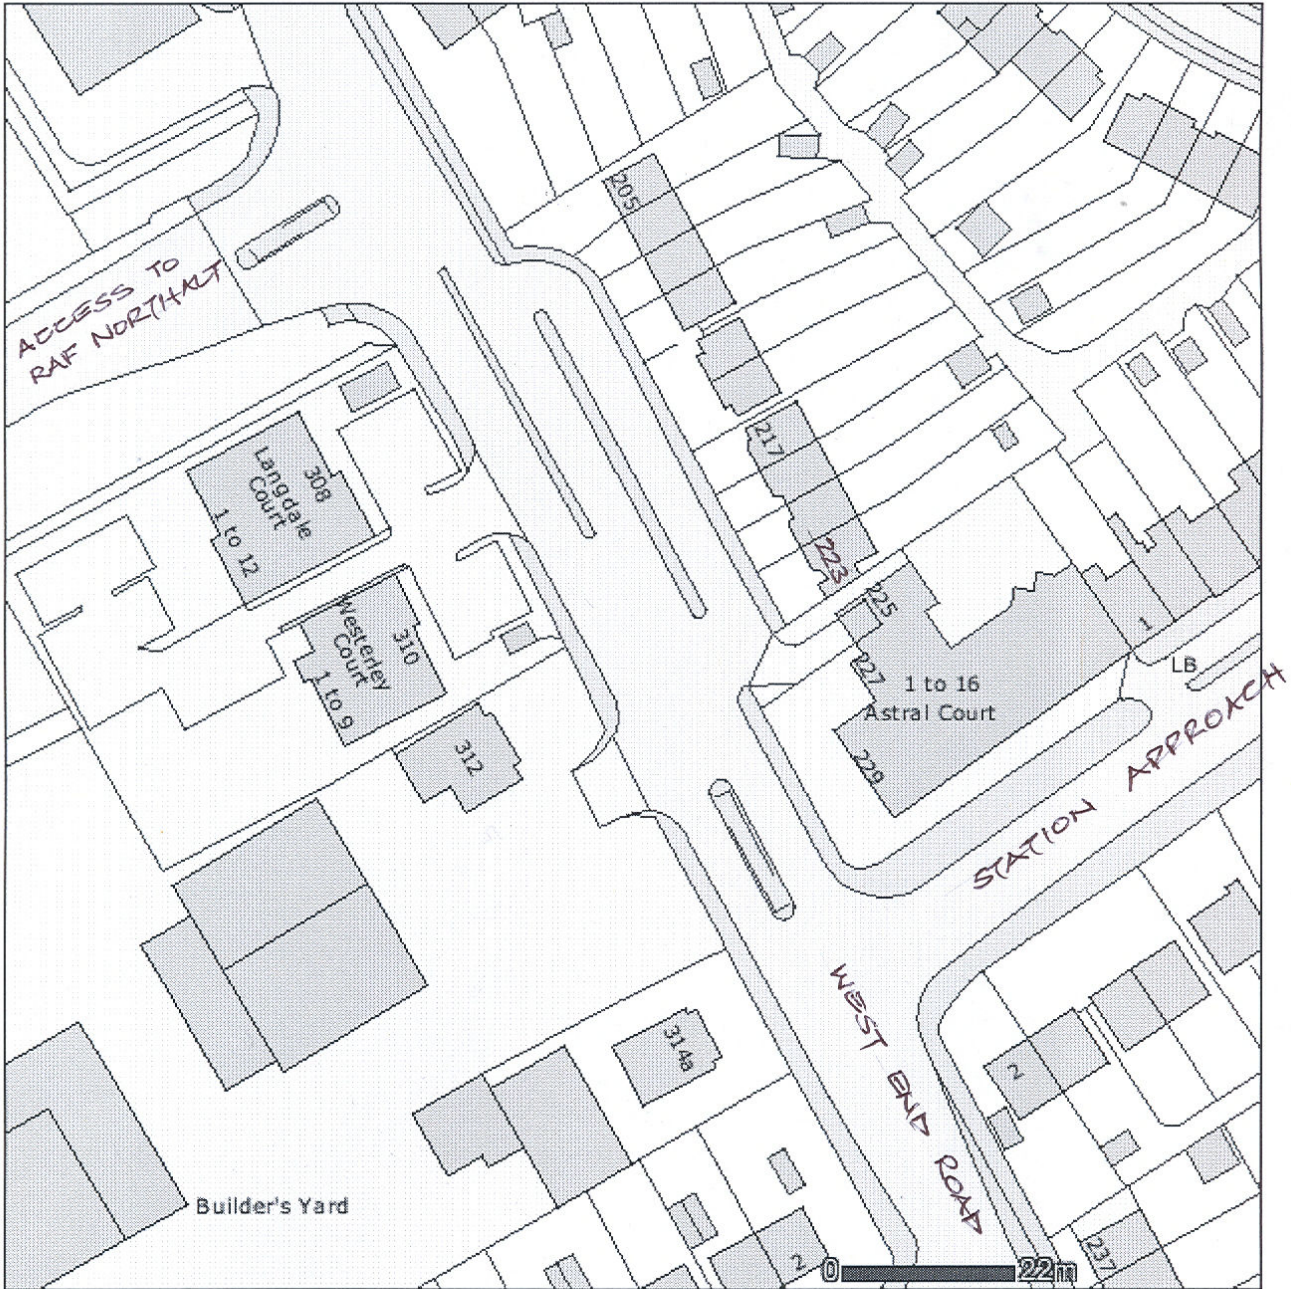 205
ACCESS TO
RAF NORTHALT
217
308
Langdale
Court
1 to 12
223
225
310
Westerley
Court
1 to 9
227
1 to 16
Astral Court
1
LB
229
312
STATION APPROACH
WEST END ROAD
314a
2
Builder's Yard
237
2
0 22m